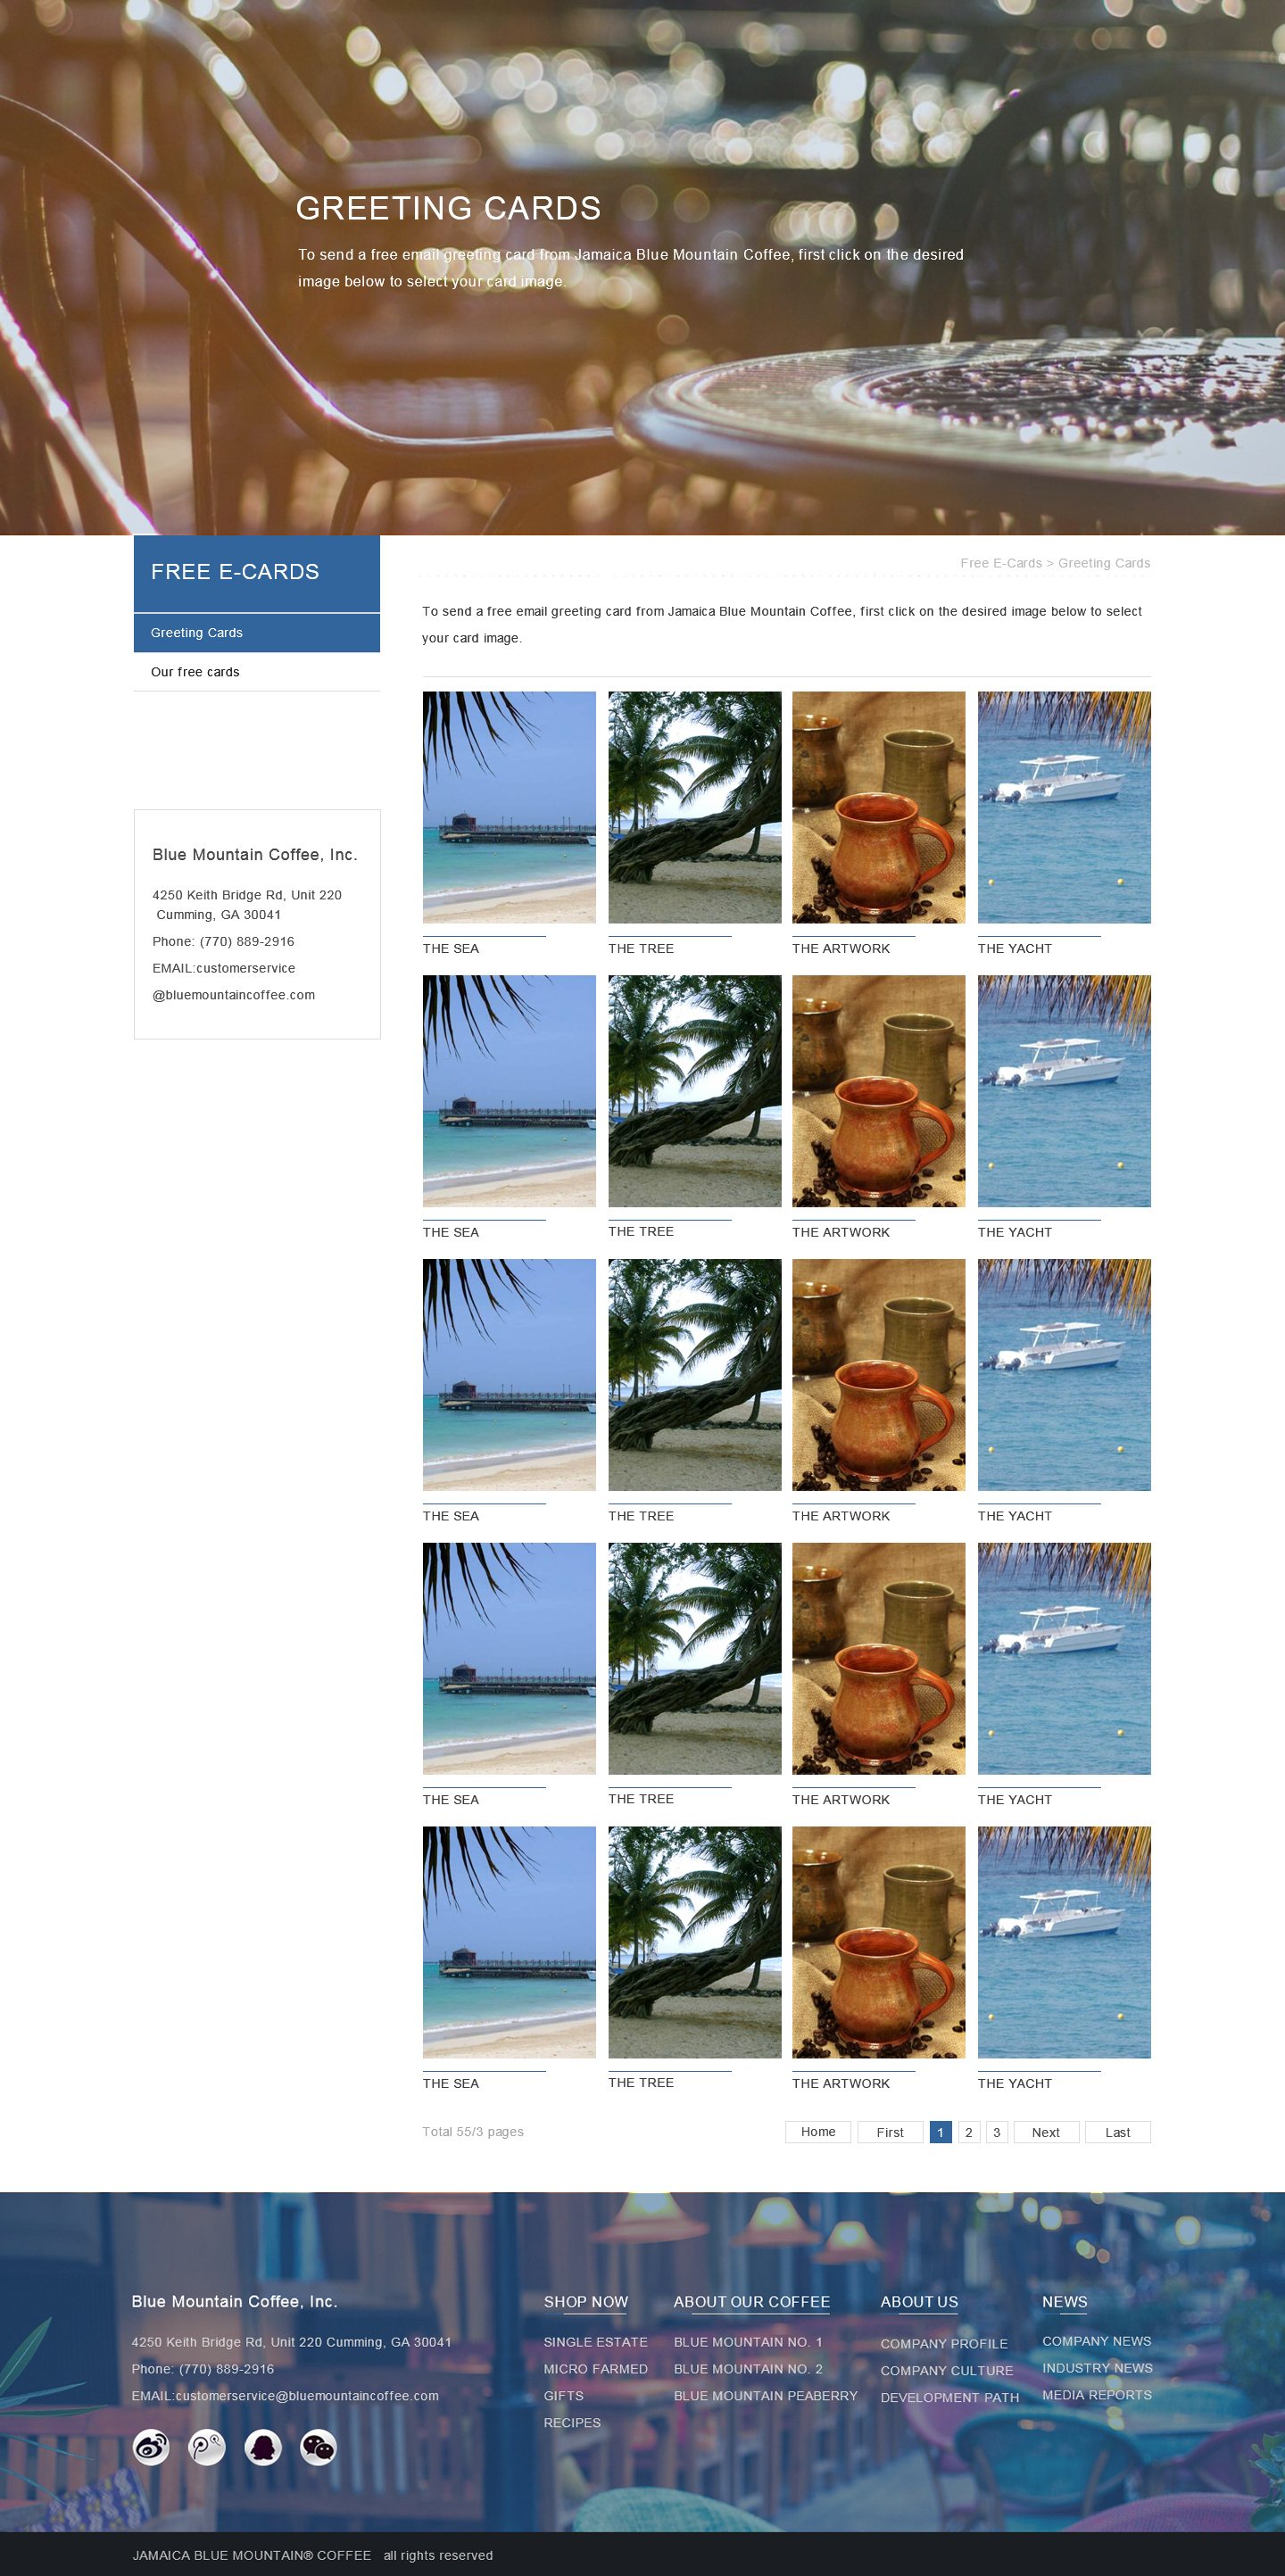 GREETING CARDS
To send a free email greeting card from Jamaica Blue Mountain Coffee, first click on the desired
image below to select your card image.
FREE E-CARDS
Greeting Cards
Our free cards
Blue Mountain Coffee, Inc.
4250 Keith Bridge Rd, Unit 220
Cumming, GA 30041
Phone: (770) 889-2916
EMAIL:customerservice
@bluemountaincoffee.com
Free E-Cards > Greeting Cards
To send a free email greeting card from Jamaica Blue Mountain Coffee, first click on the desired image below to select
your card image.
THE SEA THE TREE THE ARTWORK THE YACHT
THE SEA THE TREE THE ARTWORK THE YACHT
THE SEA THE TREE THE ARTWORK THE YACHT
THE SEA THE TREE THE ARTWORK THE YACHT
THE SEA THE TREE THE ARTWORK THE YACHT
Total 55/3 pages Home First 1 2 3 Next Last
Blue Mountain Coffee, Inc.
4250 Keith Bridge Rd, Unit 220 Cumming, GA 30041
Phone: (770) 889-2916
EMAIL:customerservice@bluemountaincoffee.com
SHOP NOW
SINGLE ESTATE
MICRO FARMED
GIFTS
RECIPES
ABOUT OUR COFFEE
BLUE MOUNTAIN NO. 1
BLUE MOUNTAIN NO. 2
BLUE MOUNTAIN PEABERRY
ABOUT US
COMPANY PROFILE
COMPANY CULTURE
DEVELOPMENT PATH
NEWS
COMPANY NEWS
INDUSTRY NEWS
MEDIA REPORTS
JAMAICA BLUE MOUNTAIN® COFFEE all rights reserved